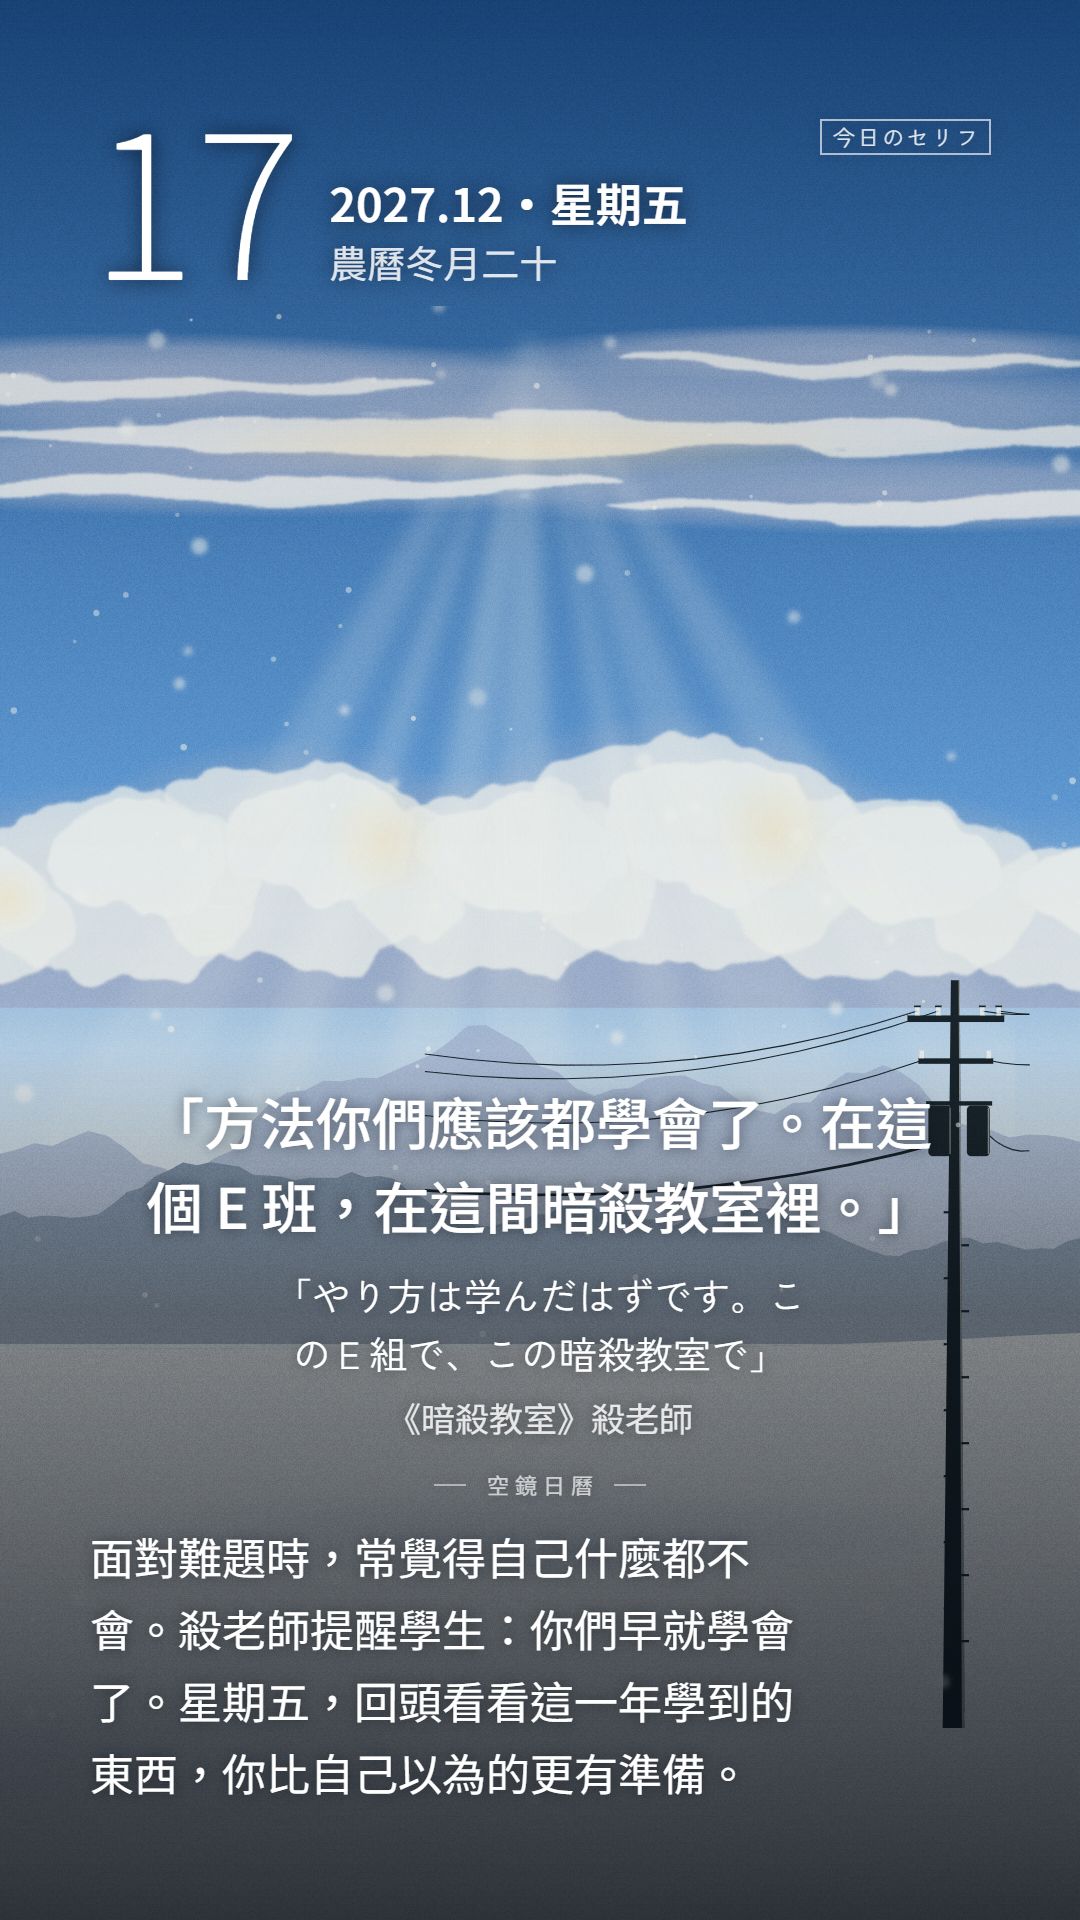 17
今日のセリフ
2027.12・星期五
農曆冬月二十
「方法你們應該都學會了。在這
個E班，在這間暗殺教室裡。」
「やり方は学んだはずです。こ
のE組で、この暗殺教室で」
《暗殺教室》殺老師
空鏡日曆
面對難題時，常覺得自己什麼都不
會。殺老師提醒學生：你們早就學會
了。星期五，回頭看看這一年學到的
東西，你比自己以為的更有準備。